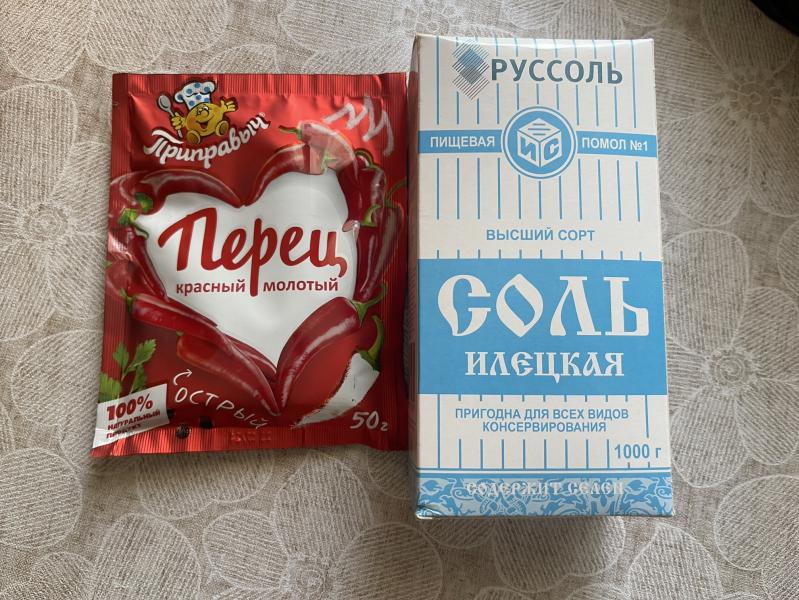 Приправыч
Перец
красный молотый
острый
100%
НАТУРАЛЬНЫЙ
50г
РУССОЛЬ
ПИЩЕВАЯ
ИС
ПОМОЛ №1
ВЫСШИЙ СОРТ
СОЛЬ
ИЛЕЦКАЯ
ПРИГОДНА ДЛЯ ВСЕХ ВИДОВ
КОНСЕРВИРОВАНИЯ
1000 г
СОДЕРЖИТ СЕЛЕН